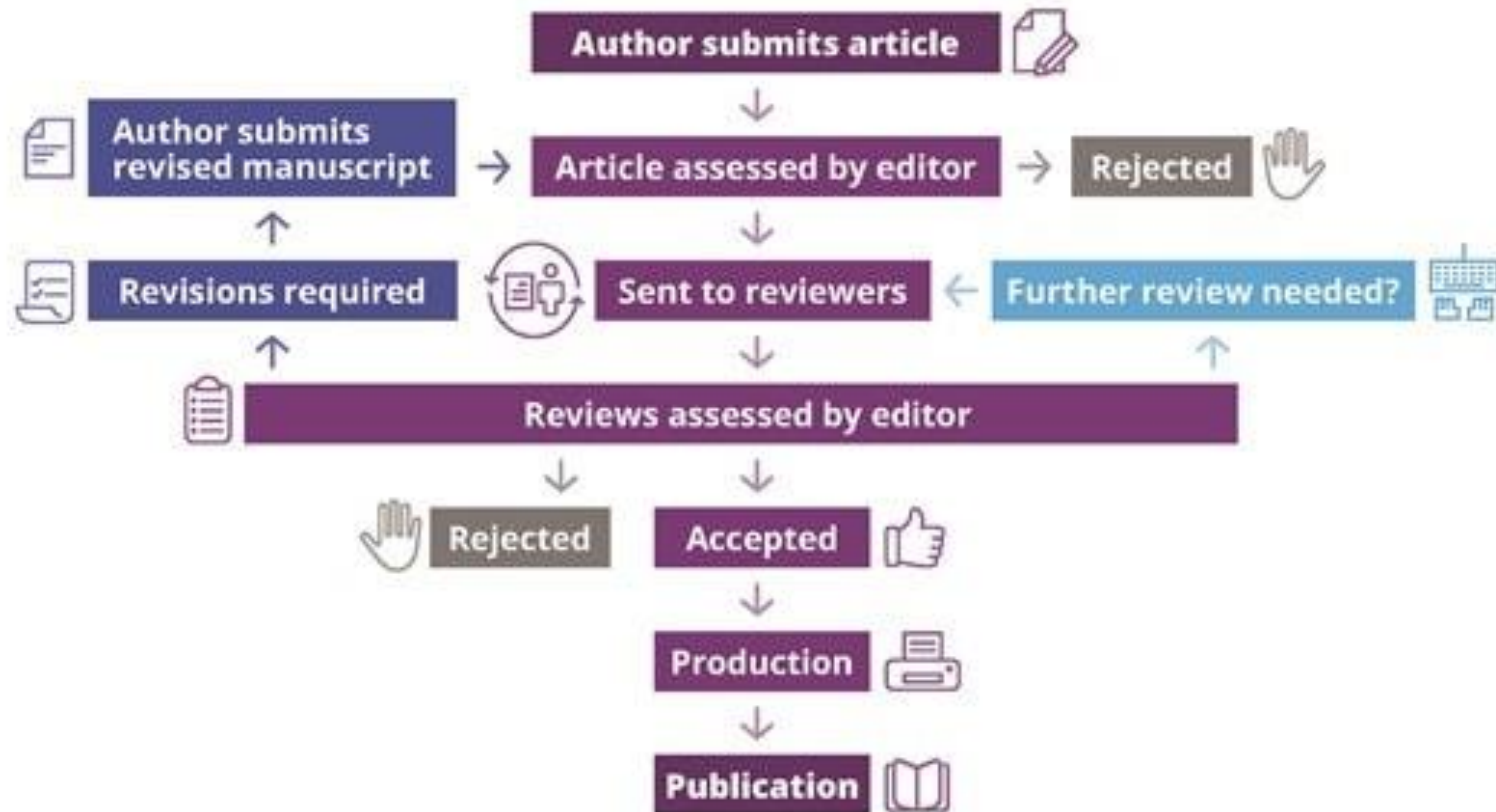 Author submits article
Author submits
revised manuscript
Article assessed by editor
Rejected
Revisions required
Sent to reviewers
Further review needed?
Reviews assessed by editor
Rejected
Accepted
Production
Publication